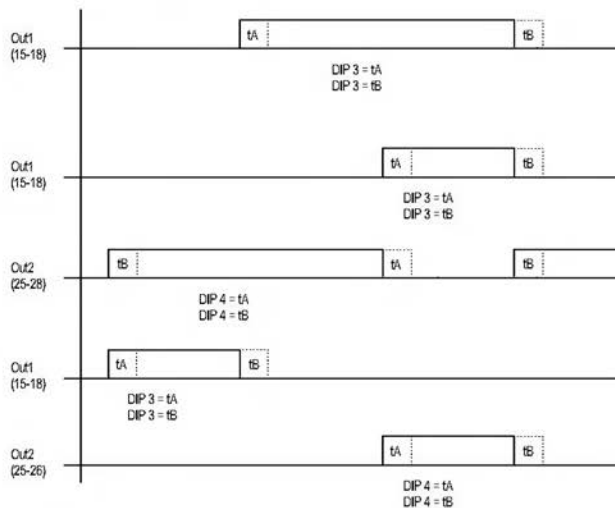 Out1
(15-18)
tA
tB
DIP 3 = tA
DIP 3 = tB
Out1
(15-18)
tA
tB
DIP 3 = tA
DIP 3 = tB
Out2
(25-28)
tB
tA
tB
DIP 4 = tA
DIP 4 = tB
Out1
(15-18)
tA
tB
DIP 3 = tA
DIP 3 = tB
Out2
(25-26)
tA
tB
DIP 4 = tA
DIP 4 = tB